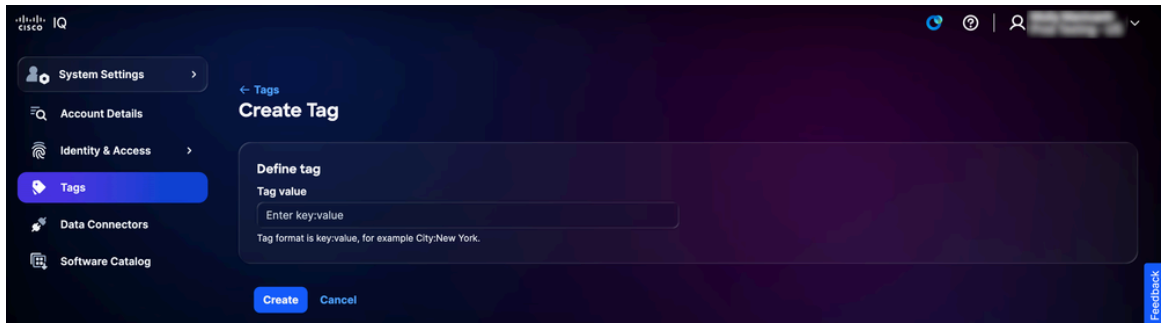 cisco IQ
System Settings
← Tags
Create Tag
Account Details
Identity & Access
Tags
Data Connectors
Software Catalog
Define tag
Tag value
Enter key:value
Tag format is key:value, for example City:New York.
Create Cancel
Feedback